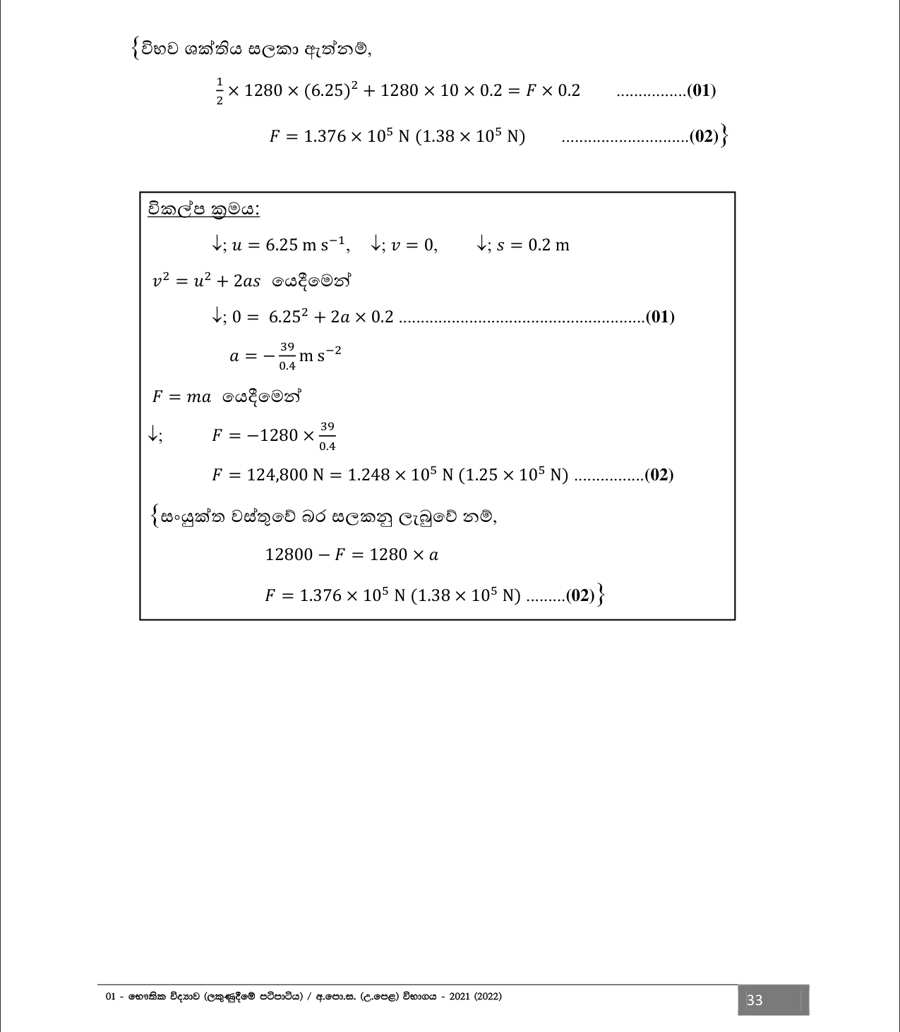 {විභව ශක්තිය සලකා ඇත්නම්,
1/2 × 1280 × (6.25)² + 1280 × 10 × 0.2 = F × 0.2 ................(01)
F = 1.376 × 10⁵ N (1.38 × 10⁵ N) .............................(02)}
විකල්ප ක්‍රමය:
↓; u = 6.25 m s⁻¹, ↓; v = 0, ↓; s = 0.2 m
v² = u² + 2as යෙදීමෙන්
↓; 0 = 6.25² + 2a × 0.2 ........................................................(01)
a = − 39/0.4 m s⁻²
F = ma යෙදීමෙන්
↓; F = −1280 × 39/0.4
F = 124,800 N = 1.248 × 10⁵ N (1.25 × 10⁵ N) ................(02)
{සංයුක්ත වස්තුවේ බර සලකනු ලැබුවේ නම්,
12800 − F = 1280 × a
F = 1.376 × 10⁵ N (1.38 × 10⁵ N) .........(02)}
01 - භෞතික විද්‍යාව (ලකුණුදීමේ පටිපාටිය) / අ.පො.ස. (උ.පෙළ) විභාගය - 2021 (2022) 33